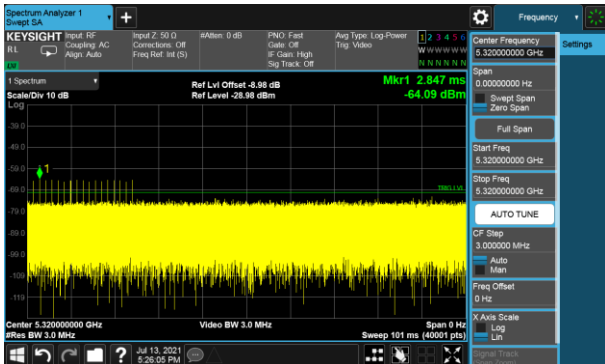 Spectrum Analyzer 1
Swept SA
Frequency
KEYSIGHT
Input: RF
Input Z: 50 Ω
#Atten: 0 dB
PNO: Fast
Avg Type: Log-Power
1 2 3 4 5 6
RL
Coupling: AC
Corrections: Off
Gate: Off
Trig: Video
W W W W W W
Align: Auto
Freq Ref: Int (S)
IF Gain: High
N N N N N N
Sig Track: Off
1 Spectrum
Ref Lvl Offset -8.98 dB
Mkr1 2.847 ms
Scale/Div 10 dB
Ref Level -28.98 dBm
-64.09 dBm
Log
-39.0
-49.0
-59.0
1
-69.0
TRIG LVL
-79.0
-89.0
-99.0
-109
-119
Center 5.320000000 GHz
Video BW 3.0 MHz
Span 0 Hz
#Res BW 3.0 MHz
Sweep 101 ms (40001 pts)
Jul 13, 2021
5:26:05 PM
?
Center Frequency
5.320000000 GHz
Settings
Span
0.00000000 Hz
Swept Span
Zero Span
Full Span
Start Freq
5.320000000 GHz
Stop Freq
5.320000000 GHz
AUTO TUNE
CF Step
3.000000 MHz
Auto
Man
Freq Offset
0 Hz
X Axis Scale
Log
Lin
Signal Track